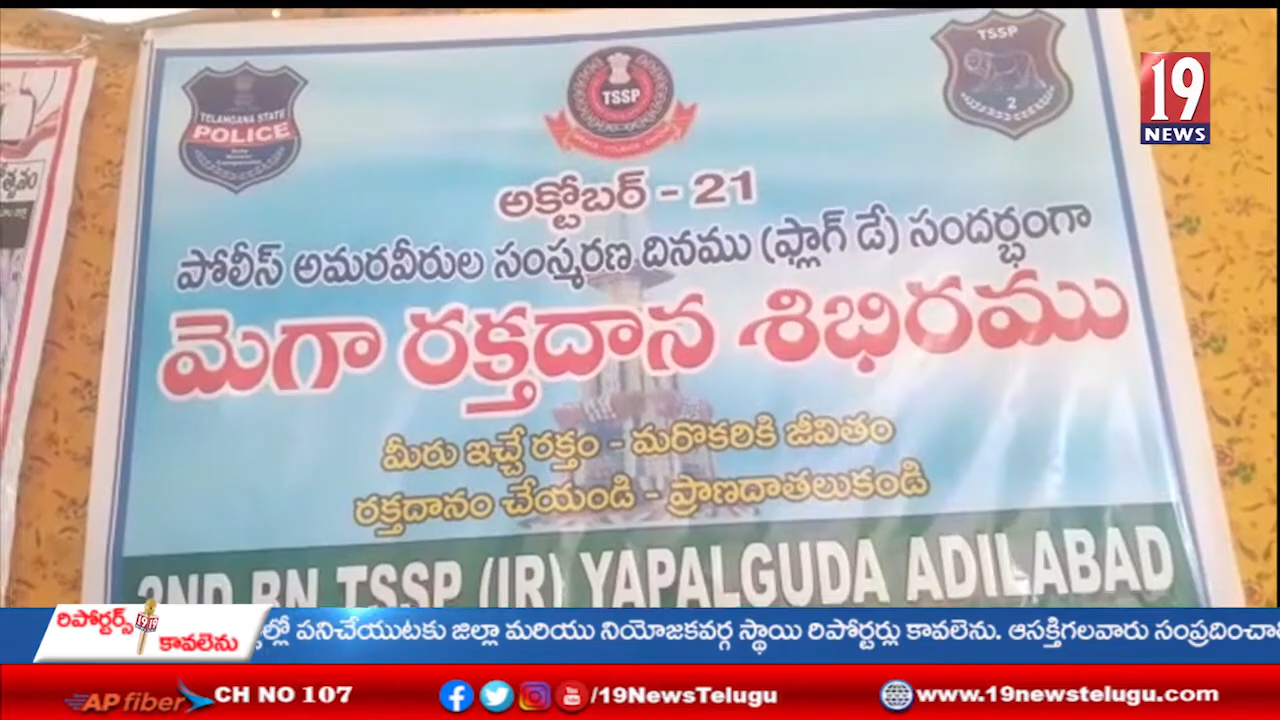 TSSP
TELANGANA STATE
POLICE
TSSP
2
19
NEWS
అక్టోబర్ - 21
పోలీస్ అమరవీరుల సంస్మరణ దినము (ఫ్లాగ్ డే) సందర్భంగా
మెగా రక్తదాన శిభిరము
మీరు ఇచ్చే రక్తం - మరొకరికి జీవితం
రక్తదానం చేయండి - ప్రాణదాతలుకండి
2ND BN TSSP (IR) YAPALGUDA ADILABAD
రిపోర్టర్స్
కావలెను
పనిచేయుటకు జిల్లా మరియు నియోజకవర్గ స్థాయి రిపోర్టర్లు కావలెను. ఆసక్తిగలవారు
AP fiber CH NO 107
/19NewsTelugu
www.19newstelugu.com